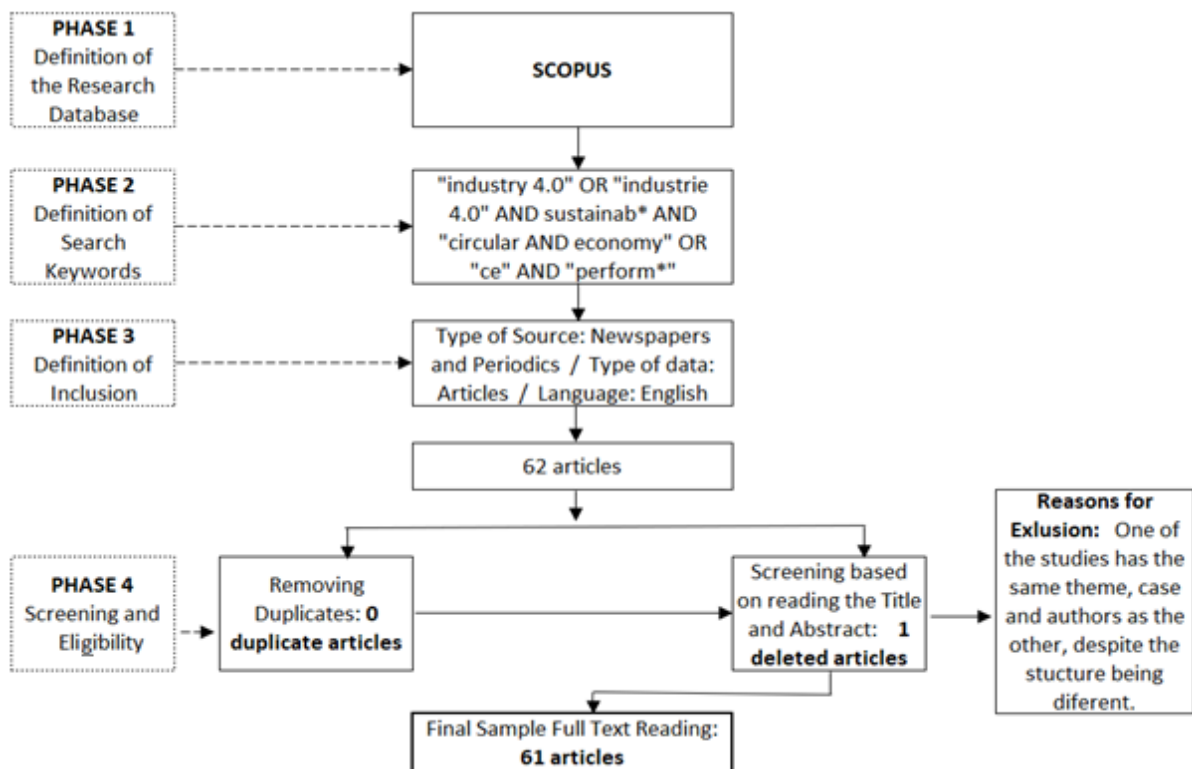 PHASE 1
Definition of
the Research
Database
SCOPUS
PHASE 2
Definition of
Search
Keywords
"industry 4.0" OR "industrie
4.0" AND sustainab* AND
"circular AND economy" OR
"ce" AND "perform*"
PHASE 3
Definition of
Inclusion
Type of Source: Newspapers
and Periodics / Type of data:
Articles / Language: English
62 articles
PHASE 4
Screening and
Eligibility
Removing
Duplicates: 0
duplicate articles
Screening based
on reading the Title
and Abstract: 1
deleted articles
Reasons for
Exlusion: One of
the studies has the
same theme, case
and authors as the
other, despite the
stucture being
diferent.
Final Sample Full Text Reading:
61 articles